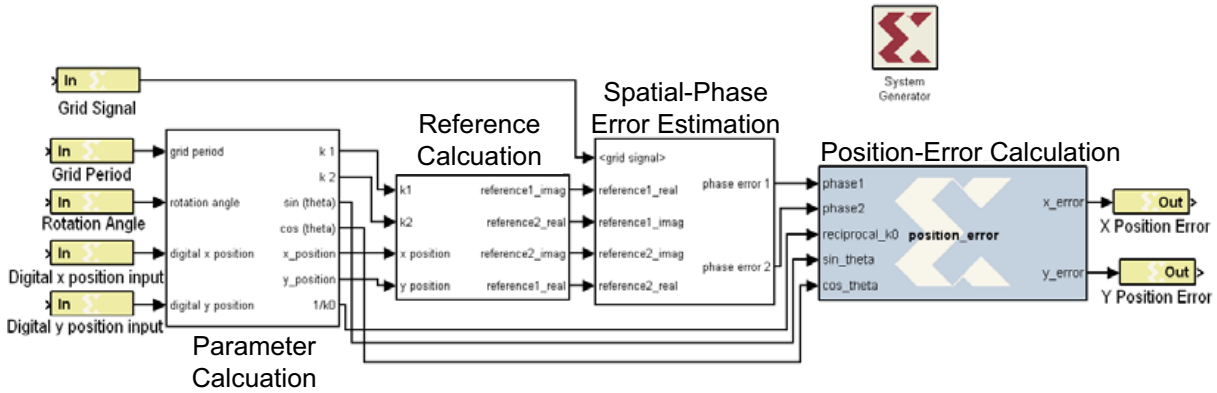 System
Generator
In
Grid Signal
In
Grid Period
In
Rotation Angle
In
Digital x position input
In
Digital y position input
grid period
rotation angle
digital x position
digital y position
k 1
k 2
sin (theta)
cos (theta)
x_position
y_position
1/k0
Parameter
Calcuation
Reference
Calcuation
k1
k2
x position
y position
reference1_imag
reference2_real
reference2_imag
reference1_real
Spatial-Phase
Error Estimation
<grid signal>
reference1_real
reference1_imag
reference2_imag
reference2_real
phase error 1
phase error 2
Position-Error Calculation
phase1
phase2
reciprocal_k0
sin_theta
cos_theta
position_error
x_error
y_error
Out
X Position Error
Out
Y Position Error